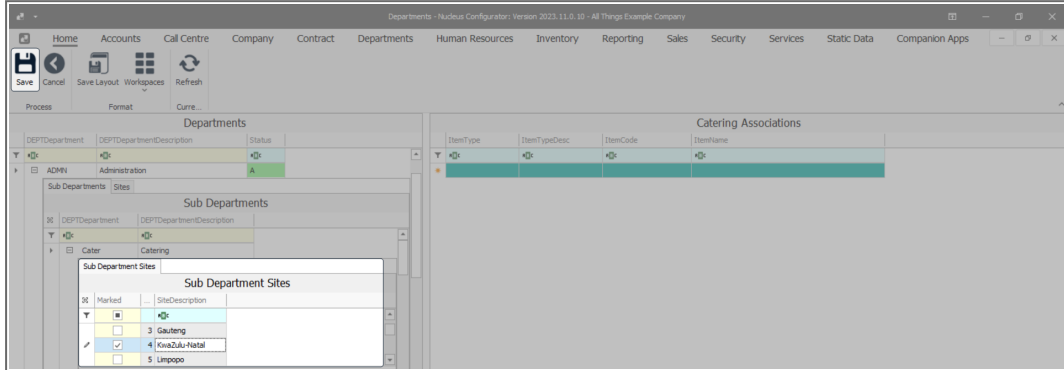 Departments - Nucleus Configurator: Version 2023.11.0.10 - All Things Example Company
Home Accounts Call Centre Company Contract Departments Human Resources Inventory Reporting Sales Security Services Static Data Companion Apps
Save Cancel Save Layout Workspaces Refresh
Process Format Curre...
Departments Catering Associations
DEPTDepartment DEPTDepartmentDescription Status ItemType ItemTypeDesc ItemCode ItemName
ADMN Administration A
Sub Departments Sites
Sub Departments
DEPTDepartment DEPTDepartmentDescription
Cater Catering
Sub Department Sites
Sub Department Sites
Marked ... SiteDescription
3 Gauteng
4 KwaZulu-Natal
5 Limpopo